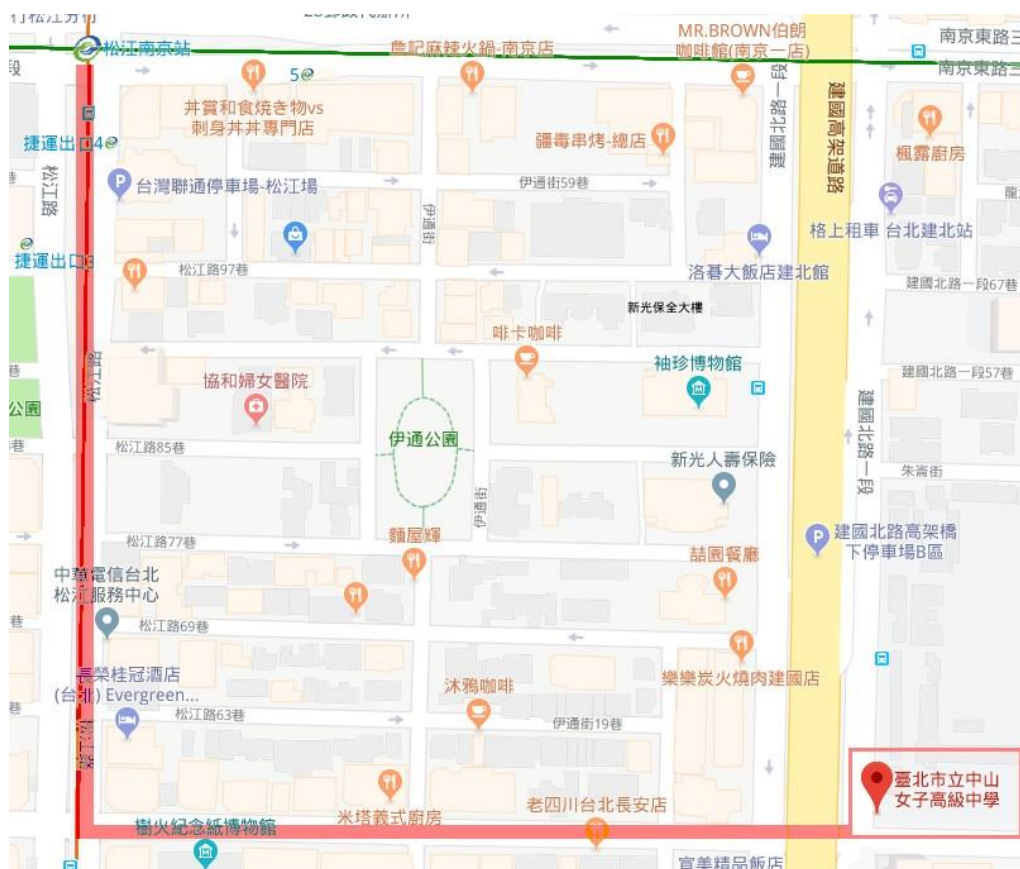 松江南京站
詹記麻辣火鍋-南京店
MR.BROWN伯朗
咖啡館(南京一店)
南京東路三
南京東路三
5
丼賞和食焼き物vs
刺身丼丼專門店
疆毒串烤-總店
建國北路一段
建國高架道路
楓露廚房
捷運出口4
松江路
台灣聯通停車場-松江場
伊通街59巷
伊通街
格上租車 台北建北站
捷運出口3
松江路97巷
洛碁大飯店建北館
建國北路一段67巷
新光保全大樓
啡卡咖啡
松江路
協和婦女醫院
袖珍博物館
建國北路一段57巷
公園
伊通公園
松江路85巷
新光人壽保險
建國北路一段
朱崙街
伊通街
松江路77巷
麵屋輝
建國北路高架橋
下停車場B區
喆園餐廳
中華電信台北
松江服務中心
松江路69巷
長榮桂冠酒店
(台北) Evergreen...
沐鴉咖啡
樂樂炭火燒肉建國店
松江路63巷
伊通街19巷
松江路
臺北市立中山
女子高級中學
米塔義式廚房
老四川台北長安店
樹火紀念紙博物館
宣美精品飯店